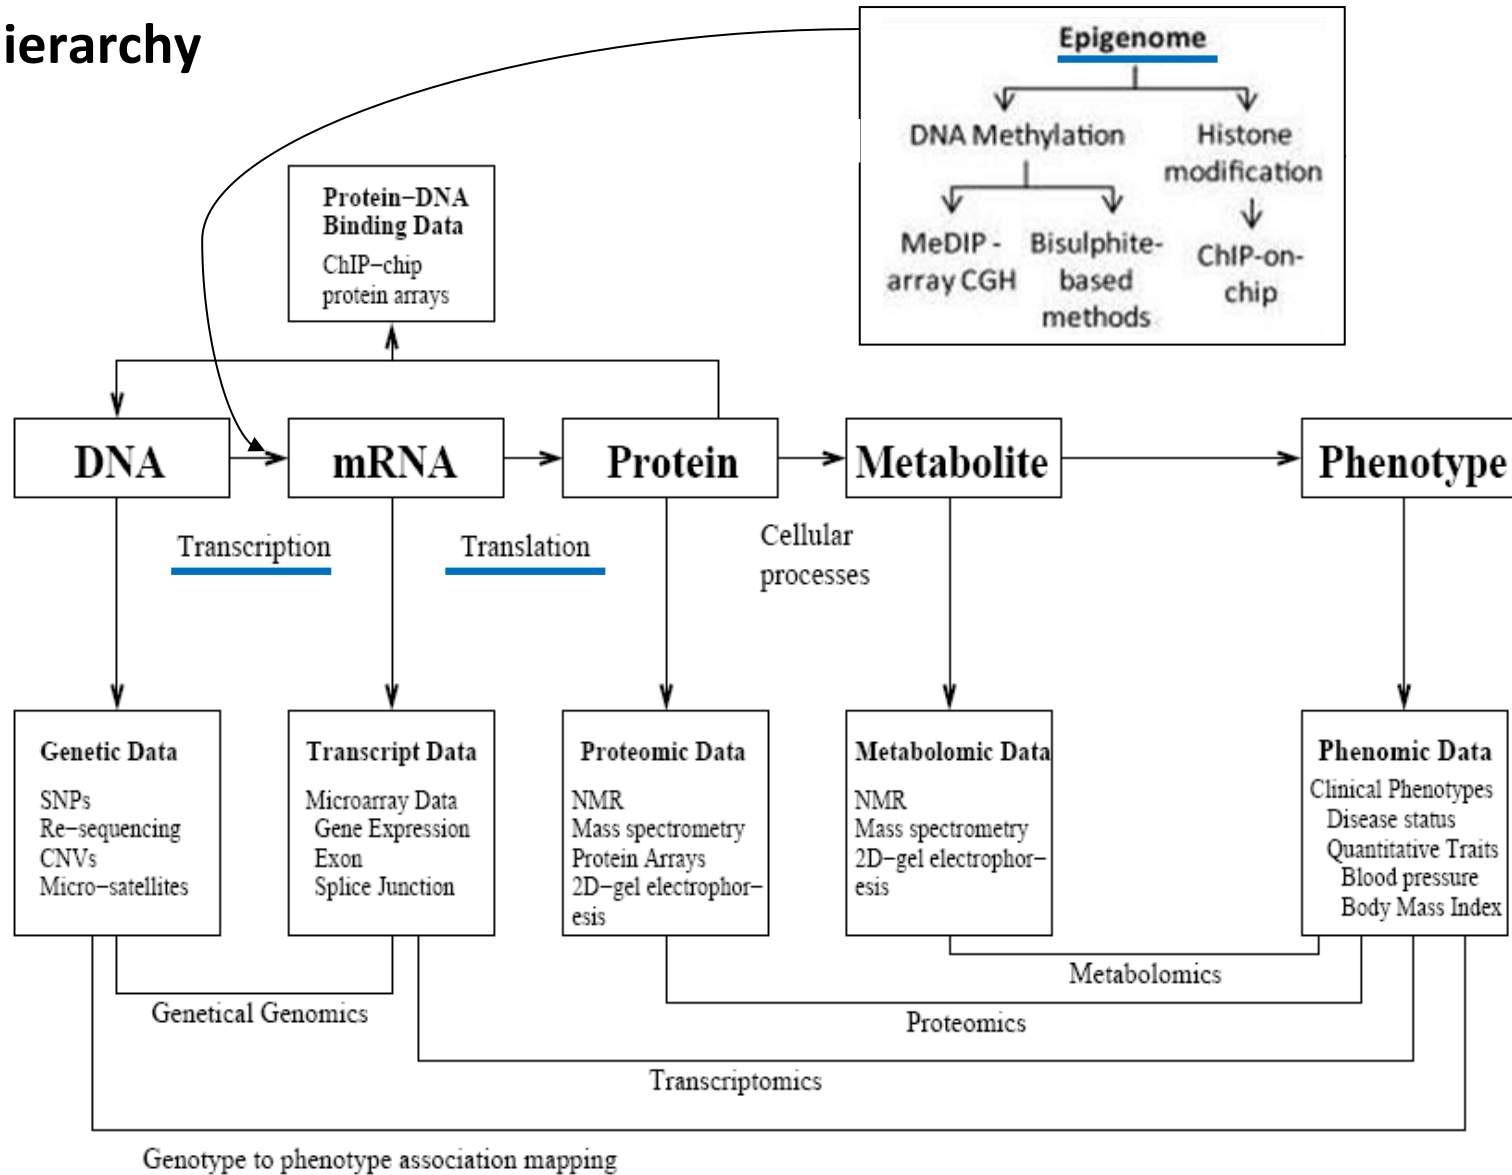 ierarchy
Epigenome
DNA Methylation
Histone
modification
MeDIP -
array CGH
Bisulphite-
based
methods
ChIP-on-
chip
Protein−DNA
Binding Data
ChIP−chip
protein arrays
DNA
mRNA
Protein
Metabolite
Phenotype
Transcription
Translation
Cellular
processes
Genetic Data
SNPs
Re−sequencing
CNVs
Micro−satellites
Transcript Data
Microarray Data
Gene Expression
Exon
Splice Junction
Proteomic Data
NMR
Mass spectrometry
Protein Arrays
2D−gel electrophor−
esis
Metabolomic Data
NMR
Mass spectrometry
2D−gel electrophor−
esis
Phenomic Data
Clinical Phenotypes
Disease status
Quantitative Traits
Blood pressure
Body Mass Index
Metabolomics
Genetical Genomics
Proteomics
Transcriptomics
Genotype to phenotype association mapping